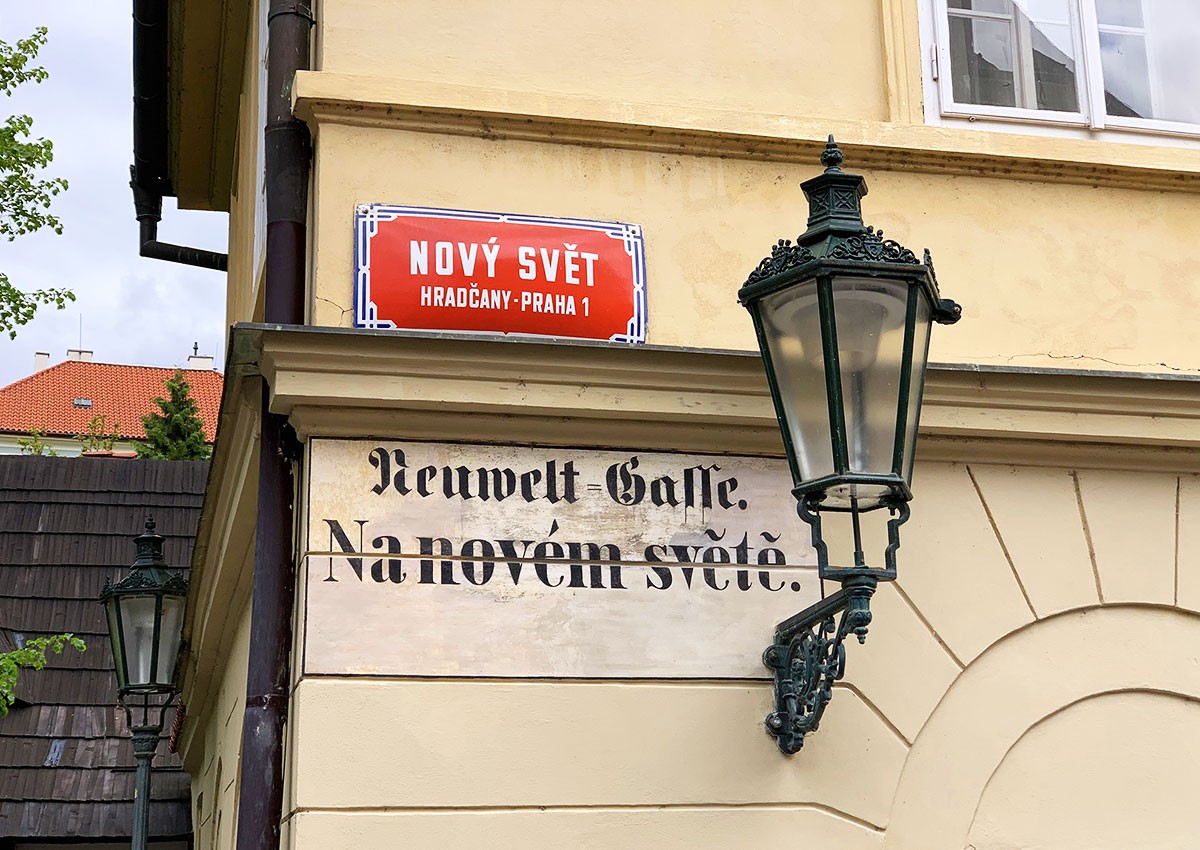 NOVÝ SVĚT
HRADČANY-PRAHA 1
Neuwelt=Gasse.
Na novém světě.